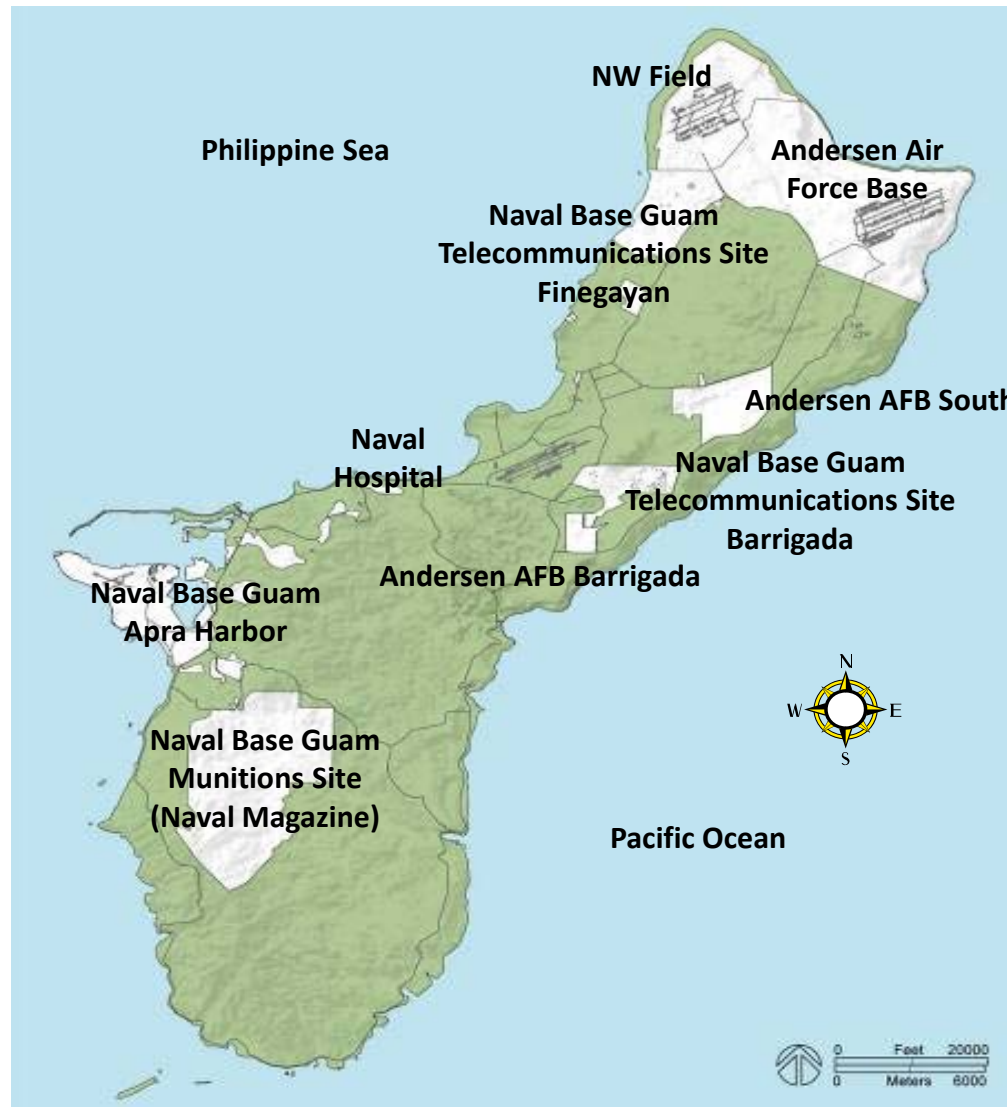 NW Field
Philippine Sea
Andersen Air
Force Base
Naval Base Guam
Telecommunications Site
Finegayan
Andersen AFB South
Naval
Hospital
Naval Base Guam
Telecommunications Site
Barrigada
Andersen AFB Barrigada
Naval Base Guam
Apra Harbor
N
W E
S
Naval Base Guam
Munitions Site
(Naval Magazine)
Pacific Ocean
0 Feet 20000
0 Meters 6000